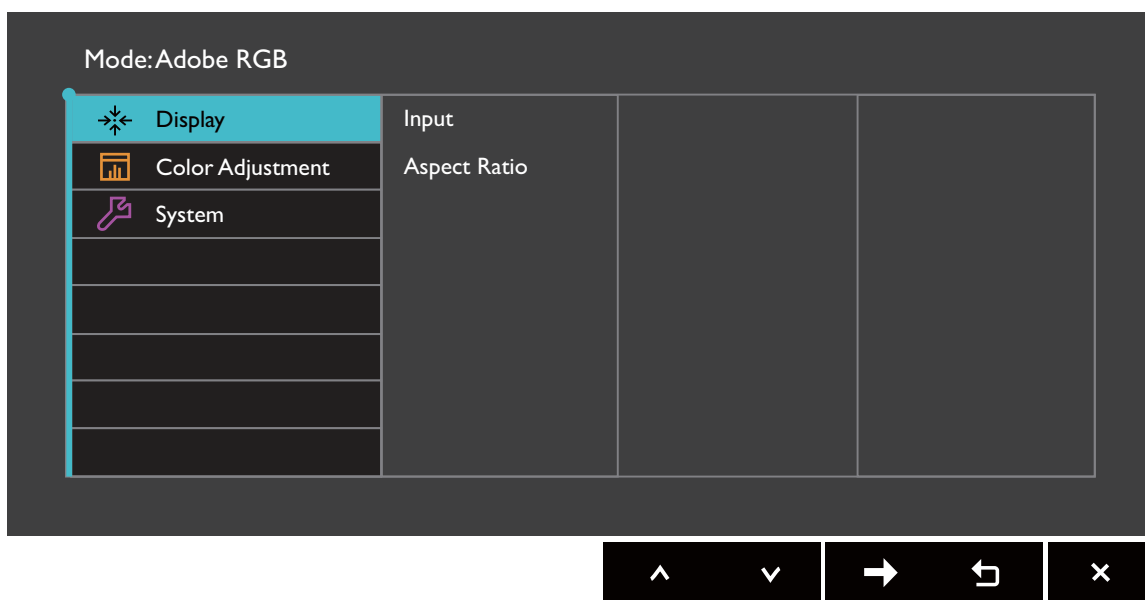 Mode: Adobe RGB
Display
Input
Color Adjustment
Aspect Ratio
System